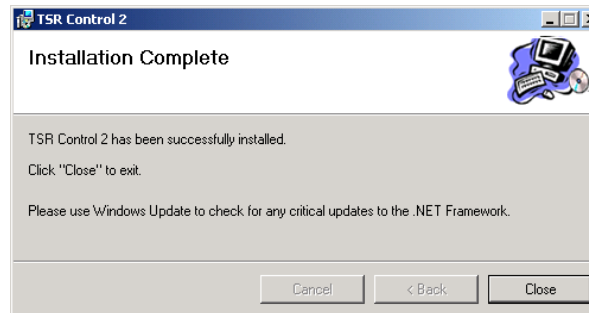 TSR Control 2
Installation Complete
TSR Control 2 has been successfully installed.
Click "Close" to exit.
Please use Windows Update to check for any critical updates to the .NET Framework.
Cancel
< Back
Close